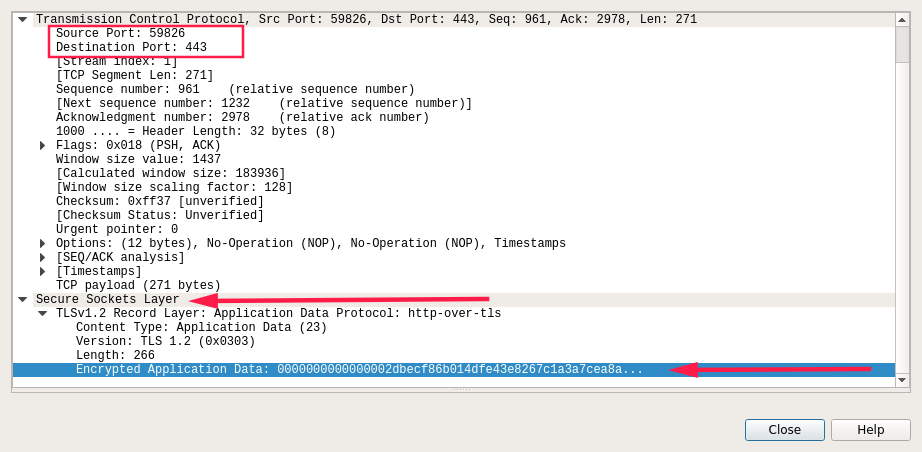 Transmission Control Protocol, Src Port: 59826, Dst Port: 443, Seq: 961, Ack: 2978, Len: 271
Source Port: 59826
Destination Port: 443
[Stream index: 1]
[TCP Segment Len: 271]
Sequence number: 961    (relative sequence number)
[Next sequence number: 1232    (relative sequence number)]
Acknowledgment number: 2978    (relative ack number)
1000 .... = Header Length: 32 bytes (8)
Flags: 0x018 (PSH, ACK)
Window size value: 1437
[Calculated window size: 183936]
[Window size scaling factor: 128]
Checksum: 0xff37 [unverified]
[Checksum Status: Unverified]
Urgent pointer: 0
Options: (12 bytes), No-Operation (NOP), No-Operation (NOP), Timestamps
[SEQ/ACK analysis]
[Timestamps]
TCP payload (271 bytes)
Secure Sockets Layer
TLSv1.2 Record Layer: Application Data Protocol: http-over-tls
Content Type: Application Data (23)
Version: TLS 1.2 (0x0303)
Length: 266
Encrypted Application Data: 0000000000000002dbecf86b014dfe43e8267c1a3a7cea8a...
Close
Help